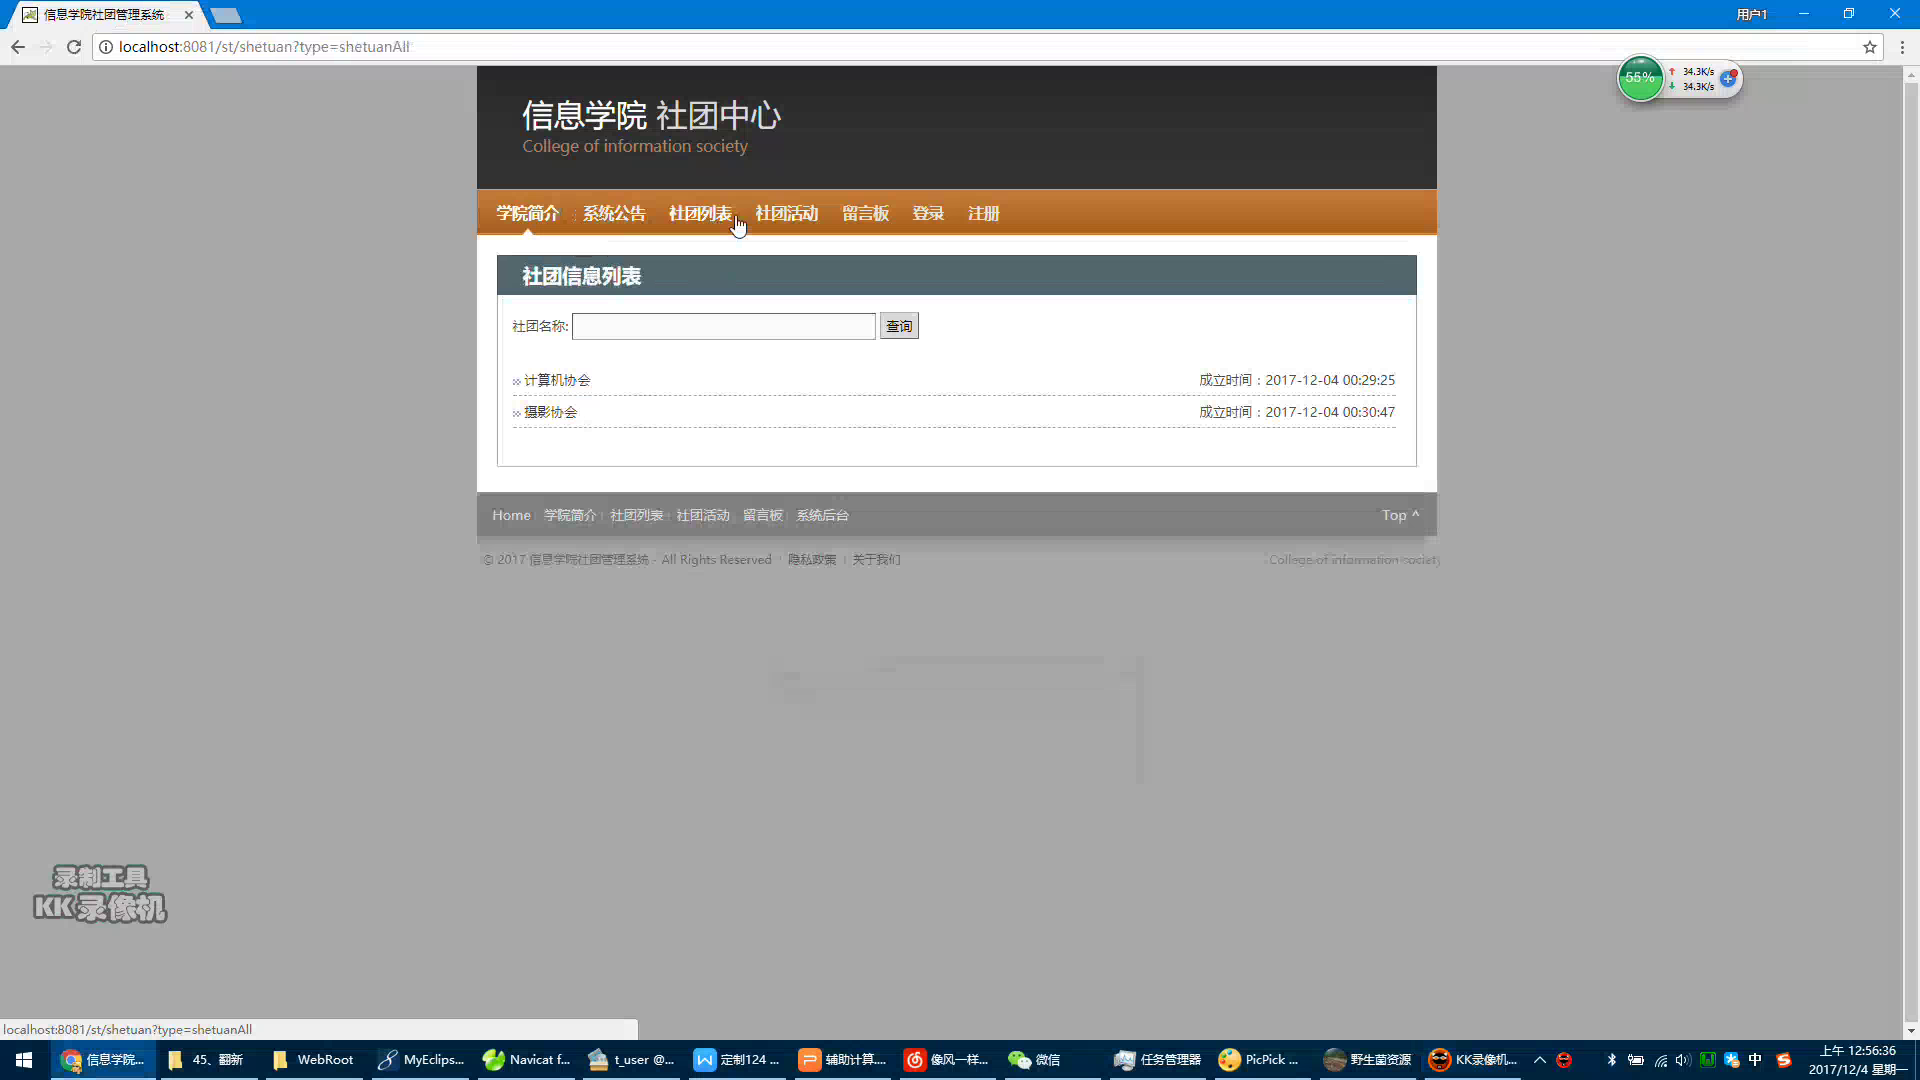 信息学院社团管理系统
用户1
localhost:8081/st/shetuan?type=shetuanAll
55%
34.3K/s
34.3K/s
信息学院 社团中心
College of information society
学院简介 系统公告 社团列表 社团活动 留言板 登录 注册
社团信息列表
社团名称: 查询
计算机协会 成立时间：2017-12-04 00:29:25
摄影协会 成立时间：2017-12-04 00:30:47
Home 学院简介 社团列表 社团活动 留言板 系统后台 Top ^
© 2017 信息学院社团管理系统 - All Rights Reserved | 隐私政策 | 关于我们 College of information society
录制工具
KK录像机
localhost:8081/st/shetuan?type=shetuanAll
信息学院... 45、翻新 WebRoot MyEclips... Navicat f... t_user @... 定制124 ... 辅助计算... 像风一样... 微信 任务管理器 PicPick ... 野生菌资源 KK录像机... 中 上午 12:56:36
2017/12/4 星期一